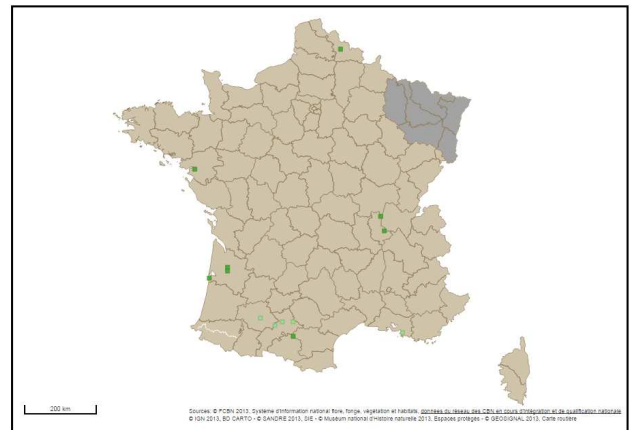 200 km
Sources: © FCBN 2013. Système d'information national flore, fonge, végétation et habitats, données du réseau des CBN en cours d'intégration et de qualification nationale
© IGN 2013, BD CARTO - © SANDRE 2013, SIE - © Muséum national d'Histoire naturelle 2013. Espaces protégés - © GEOSIGNAL 2013. Carte routière